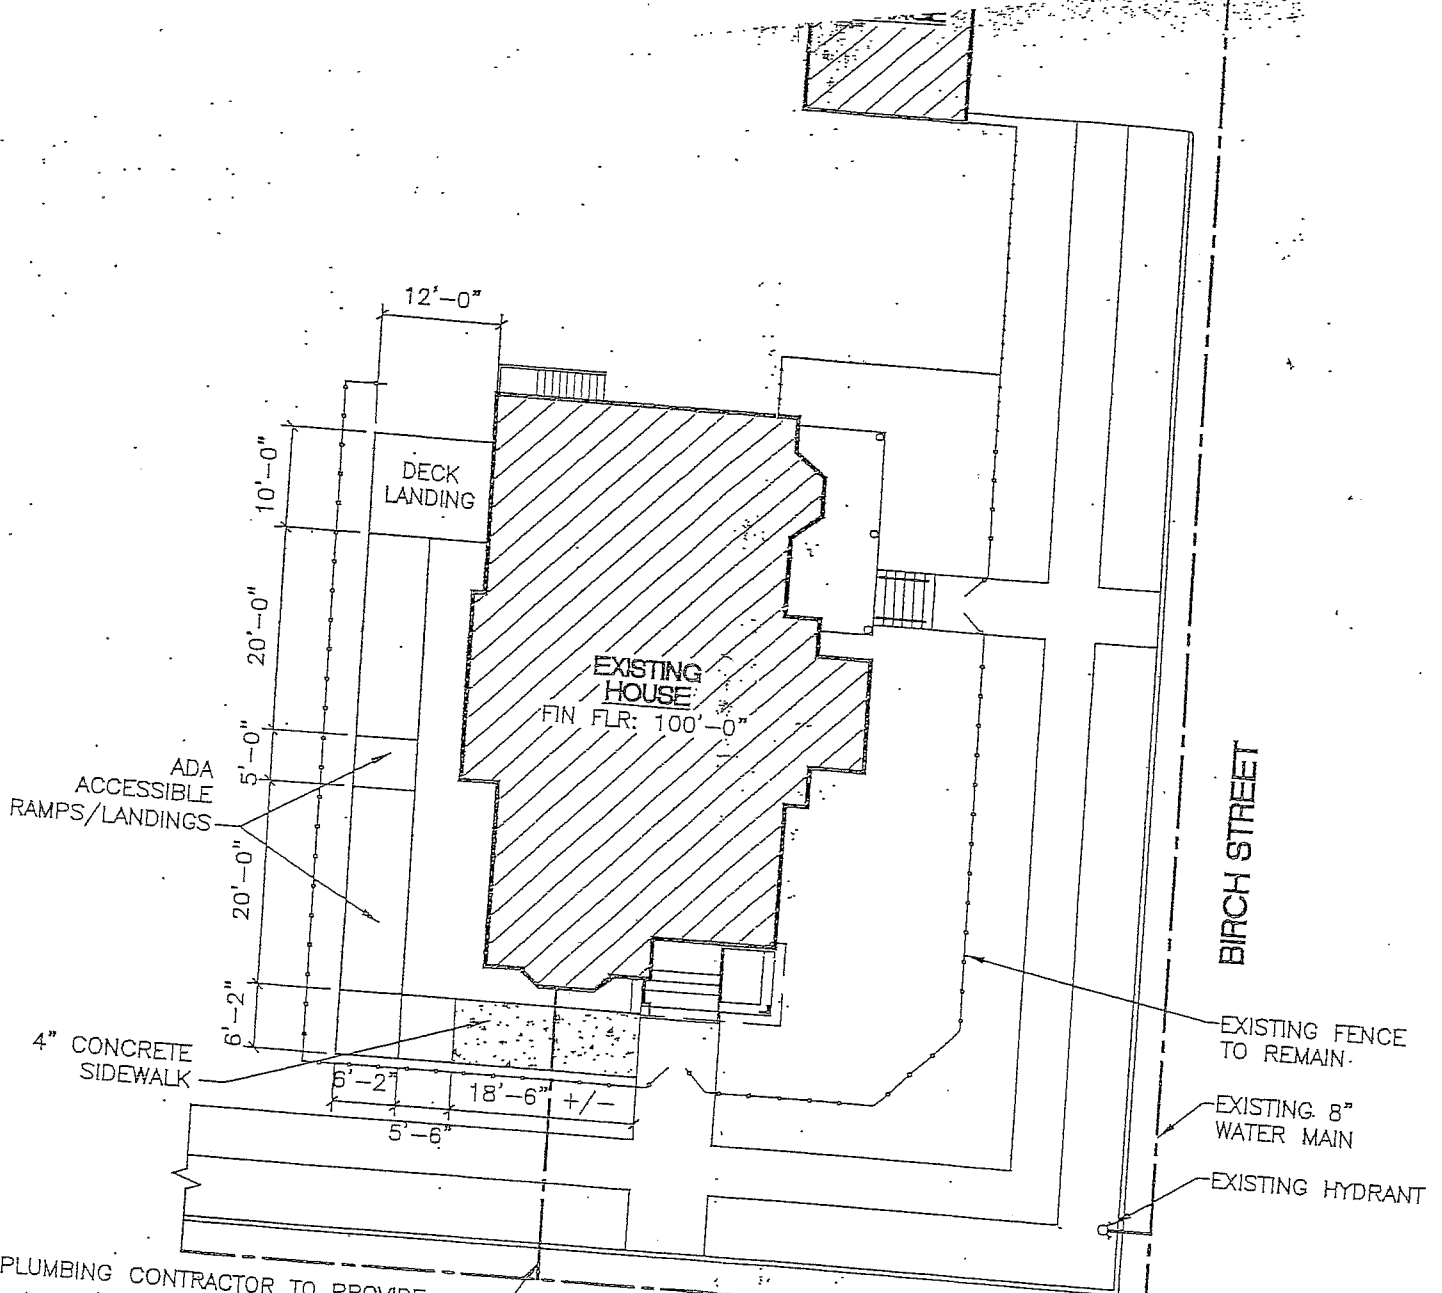 12'-0"
10'-0"
DECK
LANDING
20'-0"
EXISTING
HOUSE
FIN FLR: 100'-0"
5'-0"
ADA
ACCESSIBLE
RAMPS/LANDINGS
20'-0"
BIRCH STREET
6'-2"
4" CONCRETE
SIDEWALK
6'-2"
18'-6" +/-
5'-6"
EXISTING FENCE
TO REMAIN
EXISTING 8"
WATER MAIN
EXISTING HYDRANT
PLUMBING CONTRACTOR TO PROVIDE